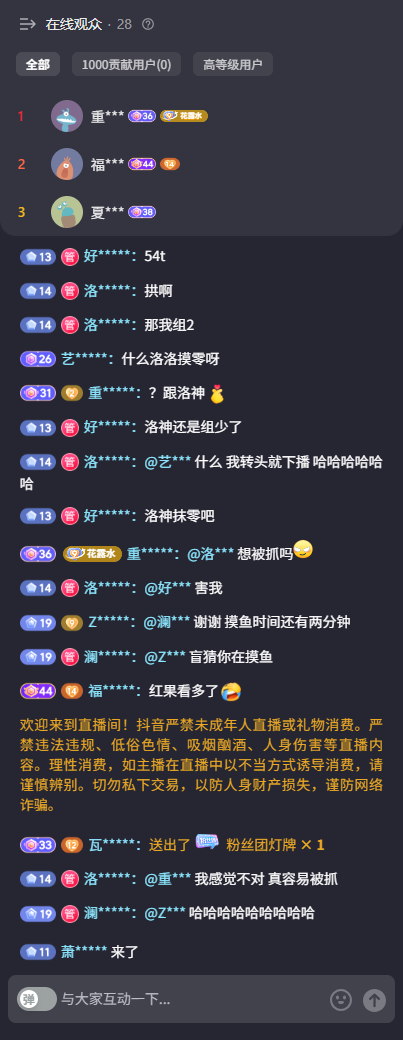 在线观众 · 28
全部 1000贡献用户(0) 高等级用户
1 重*** 36 花露水
2 福*** 44 14
3 夏*** 38
13 管 好*****：54t
14 管 洛*****：拱啊
14 管 洛*****：那我组2
26 艺*****：什么洛洛摸零呀
31 2 重*****：？跟洛神
13 管 好*****：洛神还是组少了
14 管 洛*****：@艺*** 什么 我转头就下播 哈哈哈哈哈
哈
13 管 好*****：洛神抹零吧
36 花露水 重*****：@洛*** 想被抓吗
14 管 洛*****：@好*** 害我
19 Z*****：@澜*** 谢谢 摸鱼时间还有两分钟
19 管 澜*****：@Z*** 盲猜你在摸鱼
44 14 福*****：红果看多了
欢迎来到直播间！抖音严禁未成年人直播或礼物消费。严
禁违法违规、低俗色情、吸烟酗酒、人身伤害等直播内
容。理性消费，如主播在直播中以不当方式诱导消费，请
谨慎辨别。切勿私下交易，以防人身财产损失，谨防网络
诈骗。
33 12 瓦*****：送出了 粉丝团灯牌 × 1
14 管 洛*****：@重*** 我感觉不对 真容易被抓
19 管 澜*****：@Z*** 哈哈哈哈哈哈哈哈哈
11 萧***** 来了
弹 与大家互动一下...